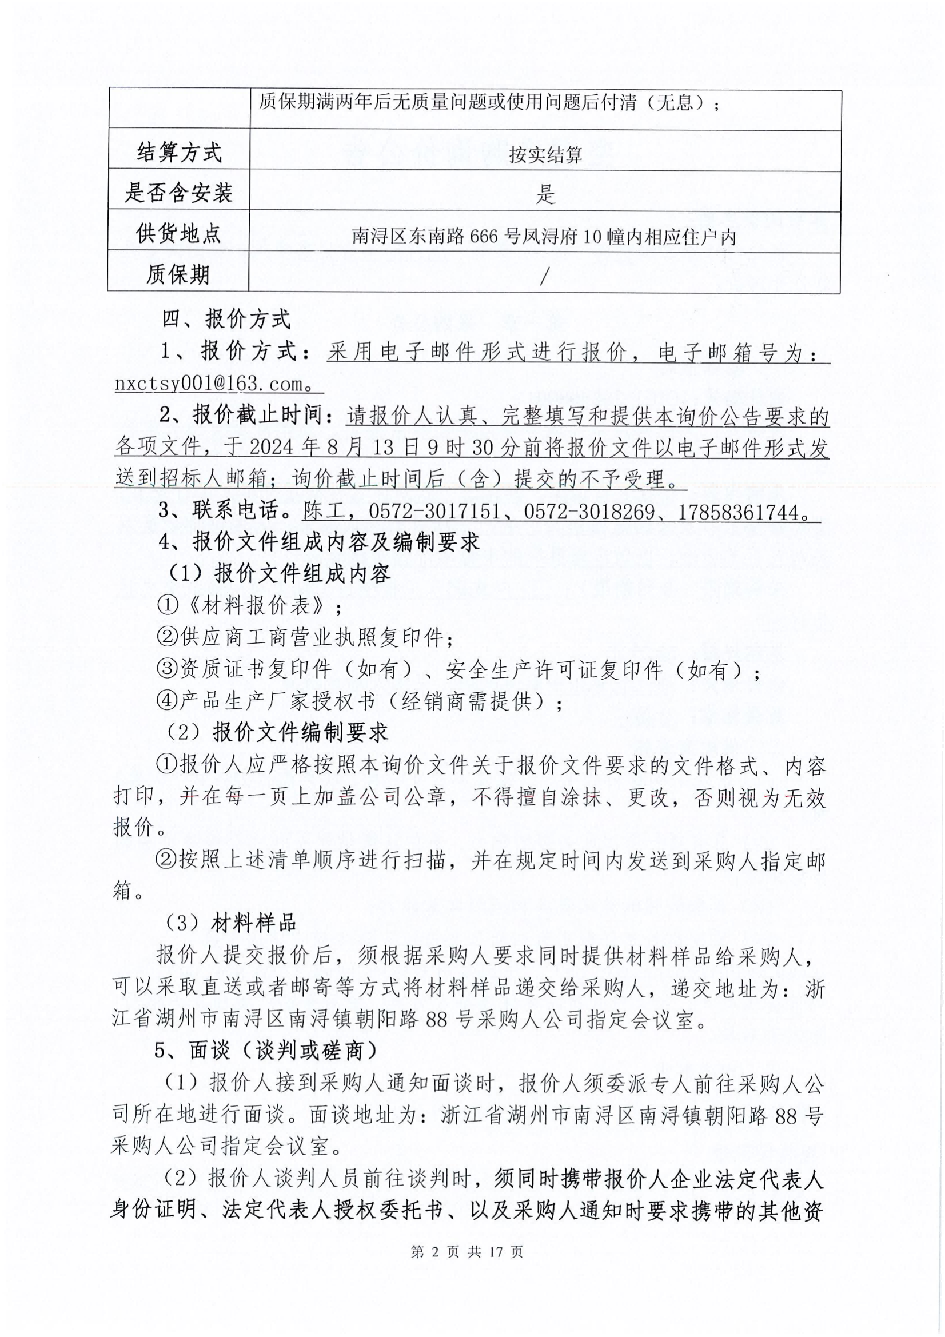 质保期满两年后无质量问题或使用问题后付清（无息）；
结算方式 按实结算
是否含安装 是
供货地点 南浔区东南路 666 号凤浔府 10 幢内相应住户内
质保期 /
四、报价方式
1、报价方式：采用电子邮件形式进行报价，电子邮箱号为：
nxctsy001@163.com。
2、报价截止时间：请报价人认真、完整填写和提供本询价公告要求的
各项文件，于 2024 年 8 月 13 日 9 时 30 分前将报价文件以电子邮件形式发
送到招标人邮箱；询价截止时间后（含）提交的不予受理。
3、联系电话。陈工，0572-3017151、0572-3018269、17858361744。
4、报价文件组成内容及编制要求
（1）报价文件组成内容
①《材料报价表》；
②供应商工商营业执照复印件；
③资质证书复印件（如有）、安全生产许可证复印件（如有）；
④产品生产厂家授权书（经销商需提供）；
（2）报价文件编制要求
①报价人应严格按照本询价文件关于报价文件要求的文件格式、内容
打印，并在每一页上加盖公司公章，不得擅自涂抹、更改，否则视为无效
报价。
②按照上述清单顺序进行扫描，并在规定时间内发送到采购人指定邮
箱。
（3）材料样品
报价人提交报价后，须根据采购人要求同时提供材料样品给采购人，
可以采取直送或者邮寄等方式将材料样品递交给采购人，递交地址为：浙
江省湖州市南浔区南浔镇朝阳路 88 号采购人公司指定会议室。
5、面谈（谈判或磋商）
（1）报价人接到采购人通知面谈时，报价人须委派专人前往采购人公
司所在地进行面谈。面谈地址为：浙江省湖州市南浔区南浔镇朝阳路 88 号
采购人公司指定会议室。
（2）报价人谈判人员前往谈判时，须同时携带报价人企业法定代表人
身份证明、法定代表人授权委托书、以及采购人通知时要求携带的其他资
第 2 页 共 17 页